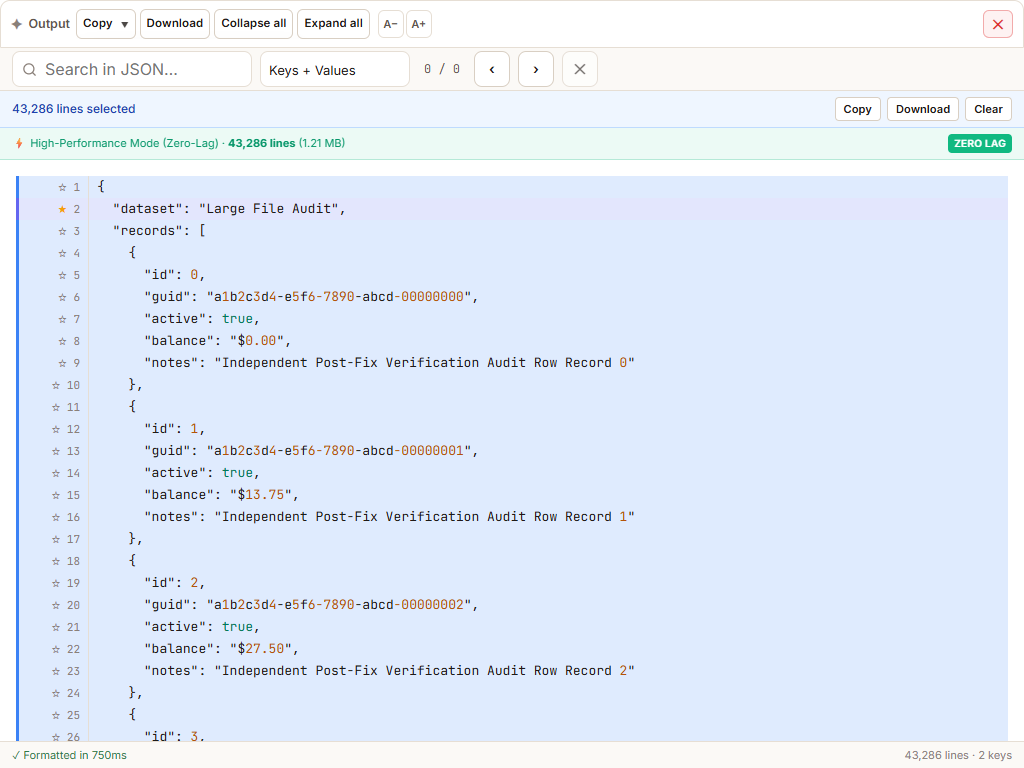 Output Copy ▼ Download Collapse all Expand all A− A+
Search in JSON... Keys + Values 0 / 0 ‹ › ✕
43,286 lines selected Copy Download Clear
High-Performance Mode (Zero-Lag) · 43,286 lines (1.21 MB) ZERO LAG
☆ 1 {
★ 2 "dataset": "Large File Audit",
☆ 3 "records": [
☆ 4 {
☆ 5 "id": 0,
☆ 6 "guid": "a1b2c3d4-e5f6-7890-abcd-00000000",
☆ 7 "active": true,
☆ 8 "balance": "$0.00",
☆ 9 "notes": "Independent Post-Fix Verification Audit Row Record 0"
☆ 10 },
☆ 11 {
☆ 12 "id": 1,
☆ 13 "guid": "a1b2c3d4-e5f6-7890-abcd-00000001",
☆ 14 "active": true,
☆ 15 "balance": "$13.75",
☆ 16 "notes": "Independent Post-Fix Verification Audit Row Record 1"
☆ 17 },
☆ 18 {
☆ 19 "id": 2,
☆ 20 "guid": "a1b2c3d4-e5f6-7890-abcd-00000002",
☆ 21 "active": true,
☆ 22 "balance": "$27.50",
☆ 23 "notes": "Independent Post-Fix Verification Audit Row Record 2"
☆ 24 },
☆ 25 {
☆ 26 "id": 3,
✓ Formatted in 750ms 43,286 lines · 2 keys